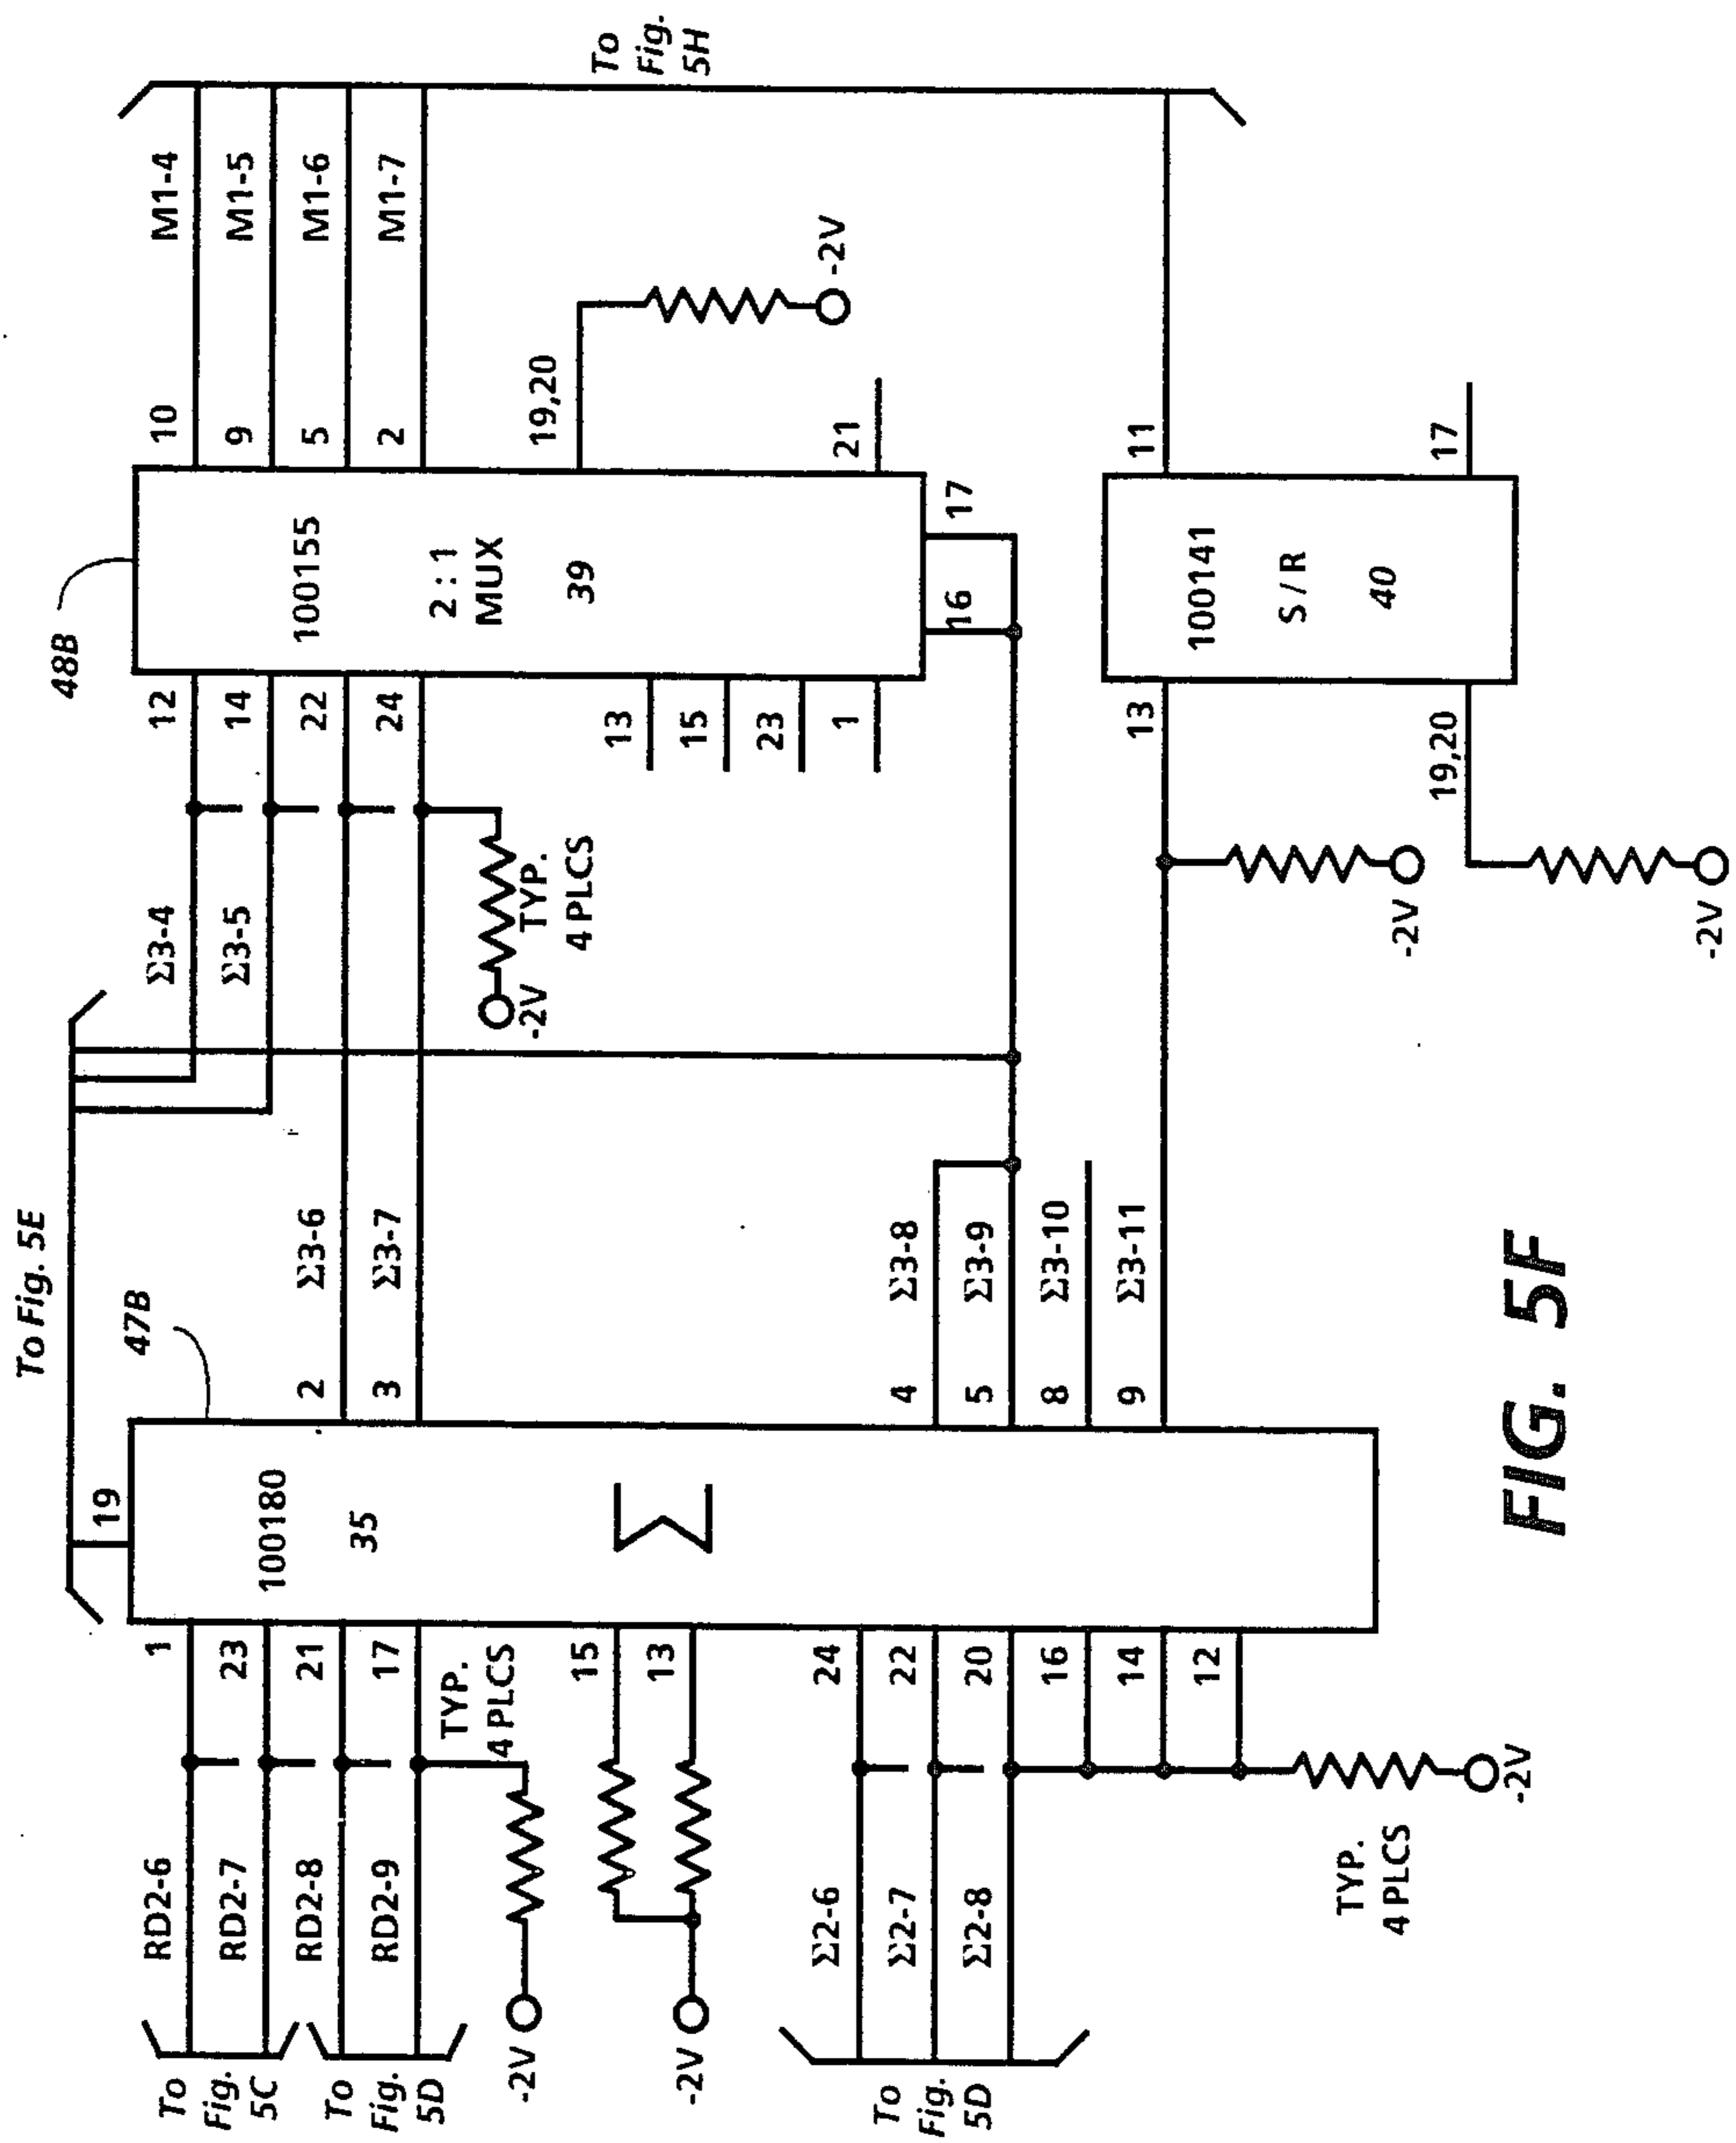 To Fig. 5E
To
Fig.
5C
To
Fig.
5D
RD2-6
RD2-7
RD2-8
RD2-9
1
23
21
17
TYP.
4 PLCS
-2V
15
13
-2V
To
Fig.
5D
Σ2-6
Σ2-7
Σ2-8
24
22
20
16
14
12
TYP.
4 PLCS
-2V
19
47B
100180
35
Σ
2
3
Σ3-6
Σ3-7
4
5
8
9
Σ3-8
Σ3-9
Σ3-10
Σ3-11
Σ3-4
Σ3-5
-2V TYP.
4 PLCS
12
14
22
24
13
15
23
1
48B
100155
2:1
MUX
39
16
17
10
9
5
2
M1-4
M1-5
M1-6
M1-7
19,20
-2V
21
To
Fig.
5H
13
-2V
19,20
-2V
100141
S/R
40
11
17
FIG. 5F